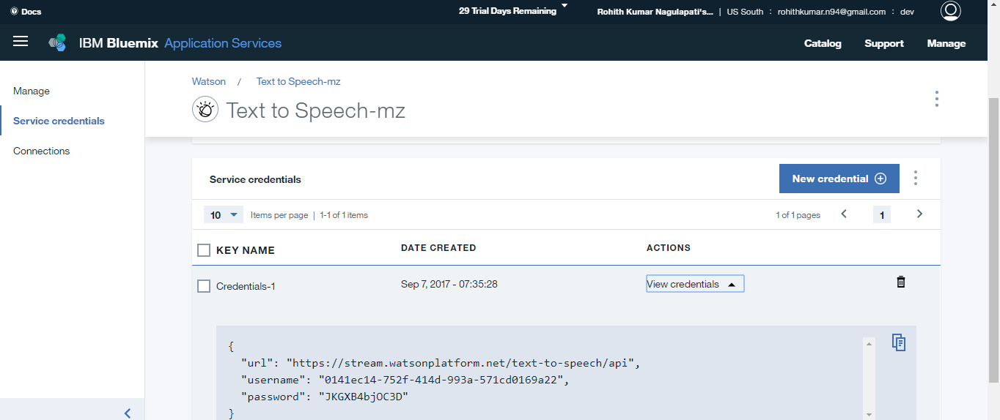 Docs
29 Trial Days Remaining
Rohith Kumar Nagulapati's... | US South : rohithkumar.n94@gmail.com : dev
IBM Bluemix Application Services
Catalog Support Manage
Manage
Service credentials
Connections
Watson / Text to Speech-mz
Text to Speech-mz
Service credentials
New credential
10 Items per page | 1-1 of 1 items
1 of 1 pages 1
KEY NAME DATE CREATED ACTIONS
Credentials-1 Sep 7, 2017 - 07:35:28 View credentials
{
"url": "https://stream.watsonplatform.net/text-to-speech/api",
"username": "0141ec14-752f-414d-993a-571cd0169a22",
"password": "JKGXB4bjOC3D"
}